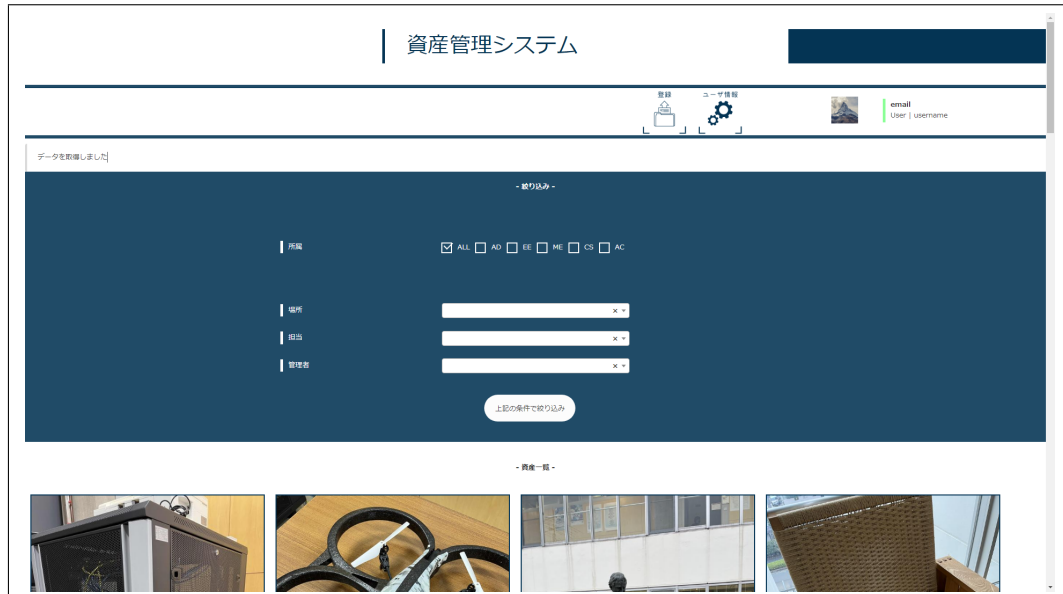 資産管理システム
登録
ユーザ情報
email
User | username
データを取得しました
- 絞り込み -
所属
ALL AD EE ME CS AC
場所
担当
管理者
上記の条件で絞り込み
- 資産一覧 -